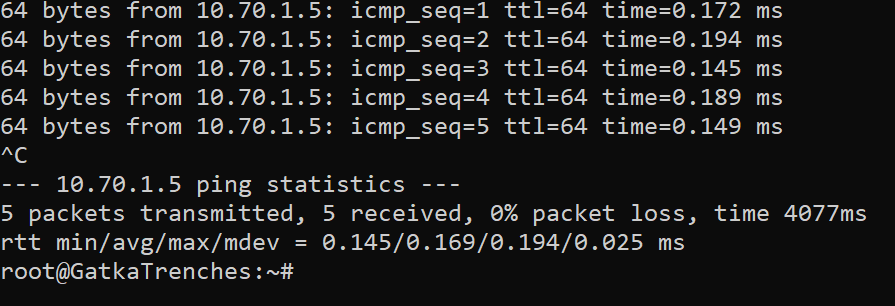 64 bytes from 10.70.1.5: icmp_seq=1 ttl=64 time=0.172 ms
64 bytes from 10.70.1.5: icmp_seq=2 ttl=64 time=0.194 ms
64 bytes from 10.70.1.5: icmp_seq=3 ttl=64 time=0.145 ms
64 bytes from 10.70.1.5: icmp_seq=4 ttl=64 time=0.189 ms
64 bytes from 10.70.1.5: icmp_seq=5 ttl=64 time=0.149 ms
^C
--- 10.70.1.5 ping statistics ---
5 packets transmitted, 5 received, 0% packet loss, time 4077ms
rtt min/avg/max/mdev = 0.145/0.169/0.194/0.025 ms
root@GatkaTrenches:~#